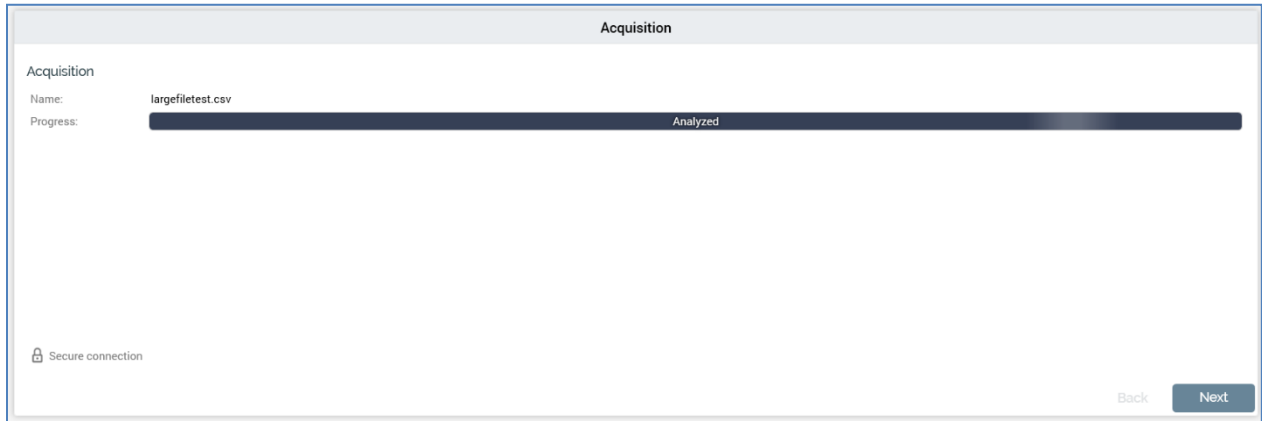 Acquisition
Acquisition
Name: largefiletest.csv
Progress: Analyzed
Secure connection
Back Next